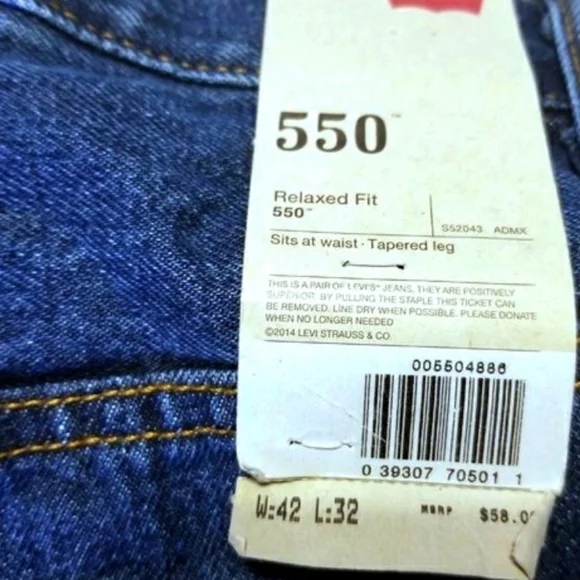 550™
Relaxed Fit
550™
S52043 ADMX
Sits at waist · Tapered leg
THIS IS A PAIR OF LEVI'S® JEANS. THEY ARE POSITIVELY
SUPERIOR. BY PULLING THE STAPLE THIS TICKET CAN
BE REMOVED. LINE DRY WHEN POSSIBLE. PLEASE DONATE
WHEN NO LONGER NEEDED
©2014 LEVI STRAUSS & CO
005504886
0 39307 70501 1
W:42 L:32 MSRP $58.0